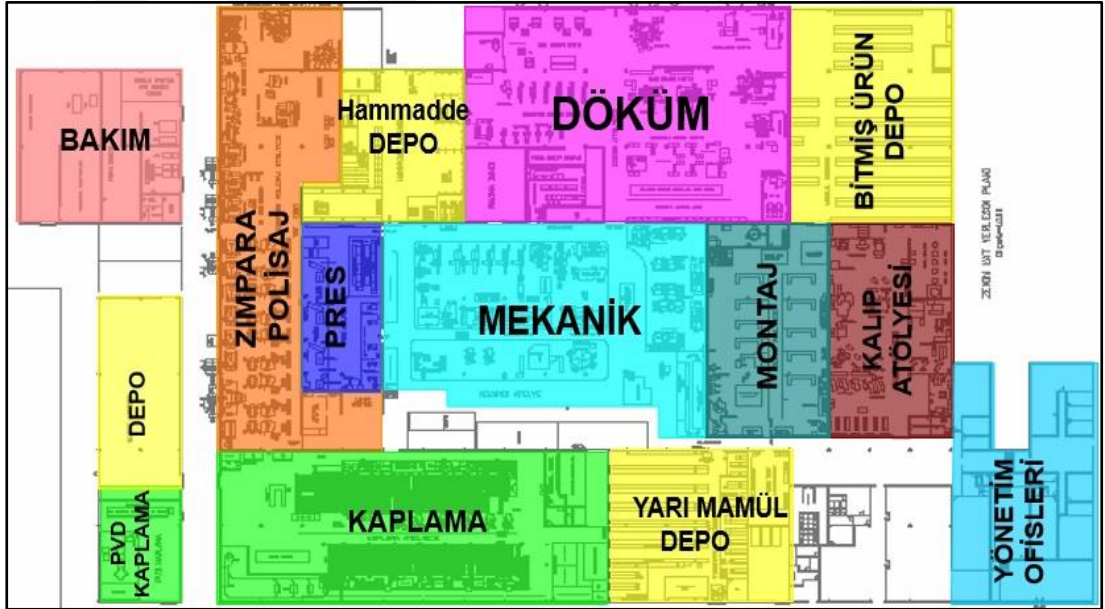 BAKIM
ZIMPARA
POLİSAJ
Hammadde
DEPO
DÖKÜM
BİTMİŞ ÜRÜN
DEPO
PRES
MEKANİK
MONTAJ
KALIP
ATÖLYESİ
DEPO
PVD
KAPLAMA
KAPLAMA
YARI MAMÜL
DEPO
YÖNETİM
OFİSLERİ